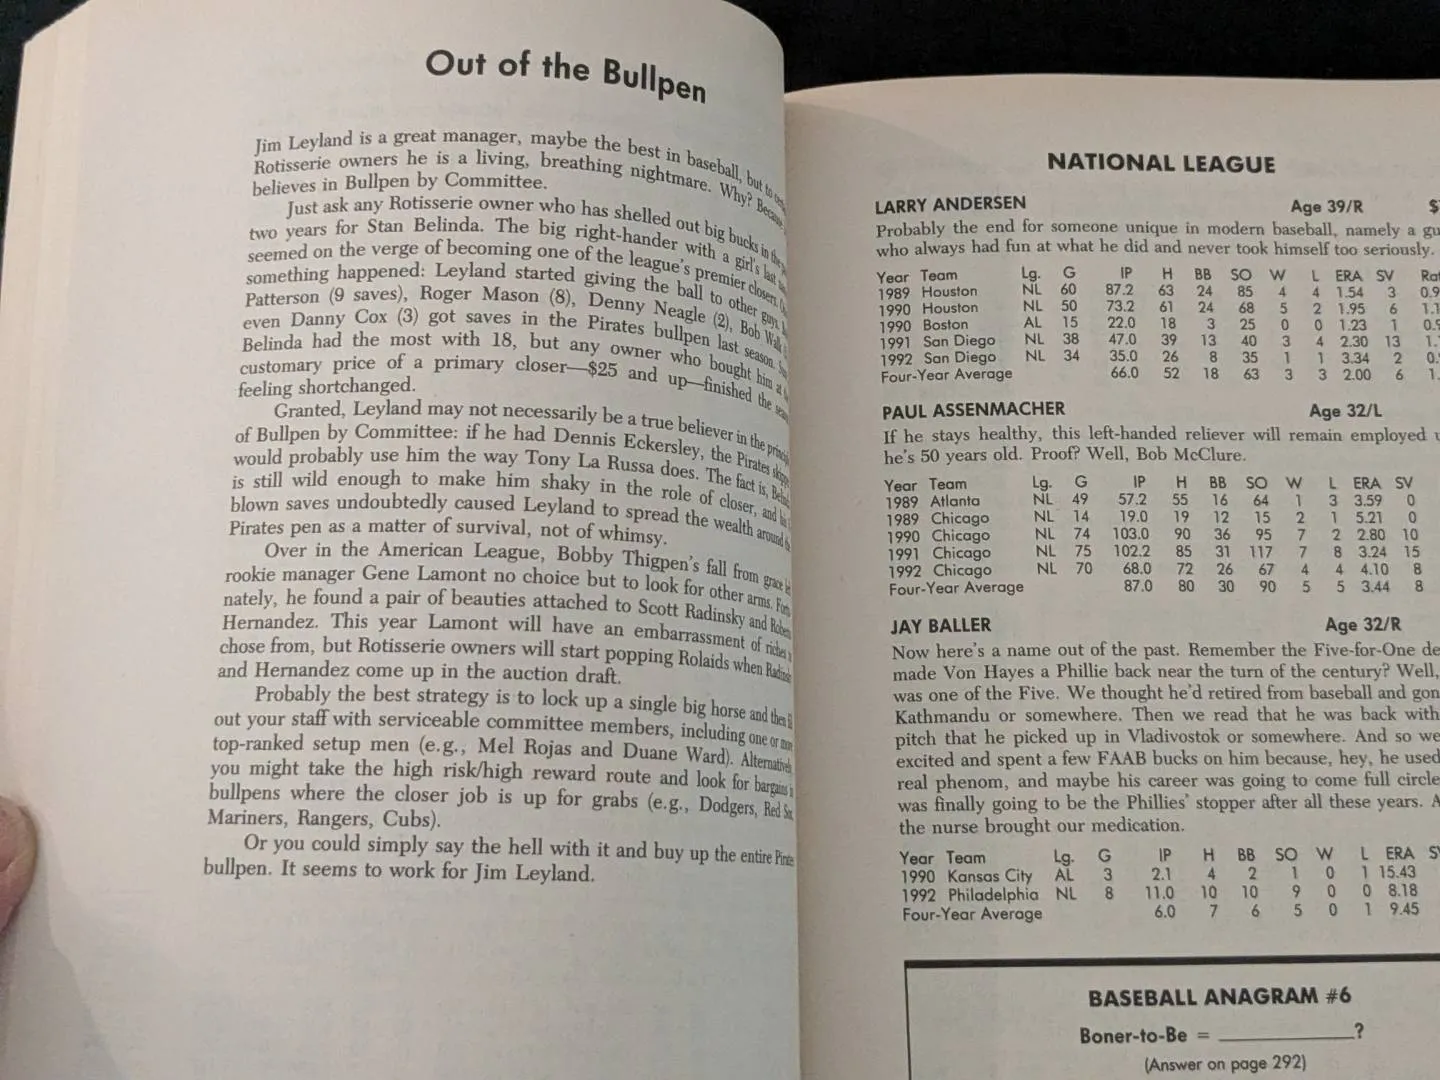 Out of the Bullpen
Jim Leyland is a great manager, maybe the best in baseball, but to
Rotisserie owners he is a living, breathing nightmare. Why? Because
believes in Bullpen by Committee.
Just ask any Rotisserie owner who has shelled out big bucks in the
two years for Stan Belinda. The big right-hander with a girl's last
seemed on the verge of becoming one of the league's premier closers.
something happened: Leyland started giving the ball to other guys.
Patterson (9 saves), Roger Mason (8), Denny Neagle (2), Bob Walk
even Danny Cox (3) got saves in the Pirates bullpen last season.
Belinda had the most with 18, but any owner who bought him at
customary price of a primary closer—$25 and up—finished the
feeling shortchanged.
Granted, Leyland may not necessarily be a true believer in the
of Bullpen by Committee: if he had Dennis Eckersley, the Pirates
would probably use him the way Tony La Russa does. The fact is,
is still wild enough to make him shaky in the role of closer, and his
blown saves undoubtedly caused Leyland to spread the wealth around
Pirates pen as a matter of survival, not of whimsy.
Over in the American League, Bobby Thigpen's fall from grace
rookie manager Gene Lamont no choice but to look for other arms.
nately, he found a pair of beauties attached to Scott Radinsky and
Hernandez. This year Lamont will have an embarrassment of riches
chose from, but Rotisserie owners will start popping Rolaids when
and Hernandez come up in the auction draft.
Probably the best strategy is to lock up a single big horse and then
out your staff with serviceable committee members, including one or
top-ranked setup men (e.g., Mel Rojas and Duane Ward). Alternatively
you might take the high risk/high reward route and look for bargains
bullpens where the closer job is up for grabs (e.g., Dodgers, Red
Mariners, Rangers, Cubs).
Or you could simply say the hell with it and buy up the entire
bullpen. It seems to work for Jim Leyland.
NATIONAL LEAGUE
LARRY ANDERSEN Age 39/R
Probably the end for someone unique in modern baseball, namely a
who always had fun at what he did and never took himself too seriously.
Year Team Lg. G IP H BB SO W L ERA SV
1989 Houston NL 60 87.2 63 24 85 4 4 1.54 3
1990 Houston NL 50 73.2 61 24 68 5 2 1.95 6
1990 Boston AL 15 22.0 18 3 25 0 0 1.23 1
1991 San Diego NL 38 47.0 39 13 40 3 4 2.30 13
1992 San Diego NL 34 35.0 26 8 35 1 1 3.34 2
Four-Year Average 66.0 52 18 63 3 3 2.00 6
PAUL ASSENMACHER Age 32/L
If he stays healthy, this left-handed reliever will remain employed
he's 50 years old. Proof? Well, Bob McClure.
Year Team Lg. G IP H BB SO W L ERA SV
1989 Atlanta NL 49 57.2 55 16 64 1 3 3.59 0
1989 Chicago NL 14 19.0 19 12 15 2 1 5.21 0
1990 Chicago NL 74 103.0 90 36 95 7 2 2.80 10
1991 Chicago NL 75 102.2 85 31 117 7 8 3.24 15
1992 Chicago NL 70 68.0 72 26 67 4 4 4.10 8
Four-Year Average 87.0 80 30 90 5 5 3.44 8
JAY BALLER Age 32/R
Now here's a name out of the past. Remember the Five-for-One
made Von Hayes a Phillie back near the turn of the century? Well,
was one of the Five. We thought he'd retired from baseball and
Kathmandu or somewhere. Then we read that he was back with
pitch that he picked up in Vladivostok or somewhere. And so we
excited and spent a few FAAB bucks on him because, hey, he used
real phenom, and maybe his career was going to come full circle
was finally going to be the Phillies' stopper after all these years.
the nurse brought our medication.
Year Team Lg. G IP H BB SO W L ERA
1990 Kansas City AL 3 2.1 4 2 1 0 1 15.43
1992 Philadelphia NL 8 11.0 10 10 9 0 0 8.18
Four-Year Average 6.0 7 6 5 0 1 9.45
BASEBALL ANAGRAM #6
Boner-to-Be = ____________?
(Answer on page 292)